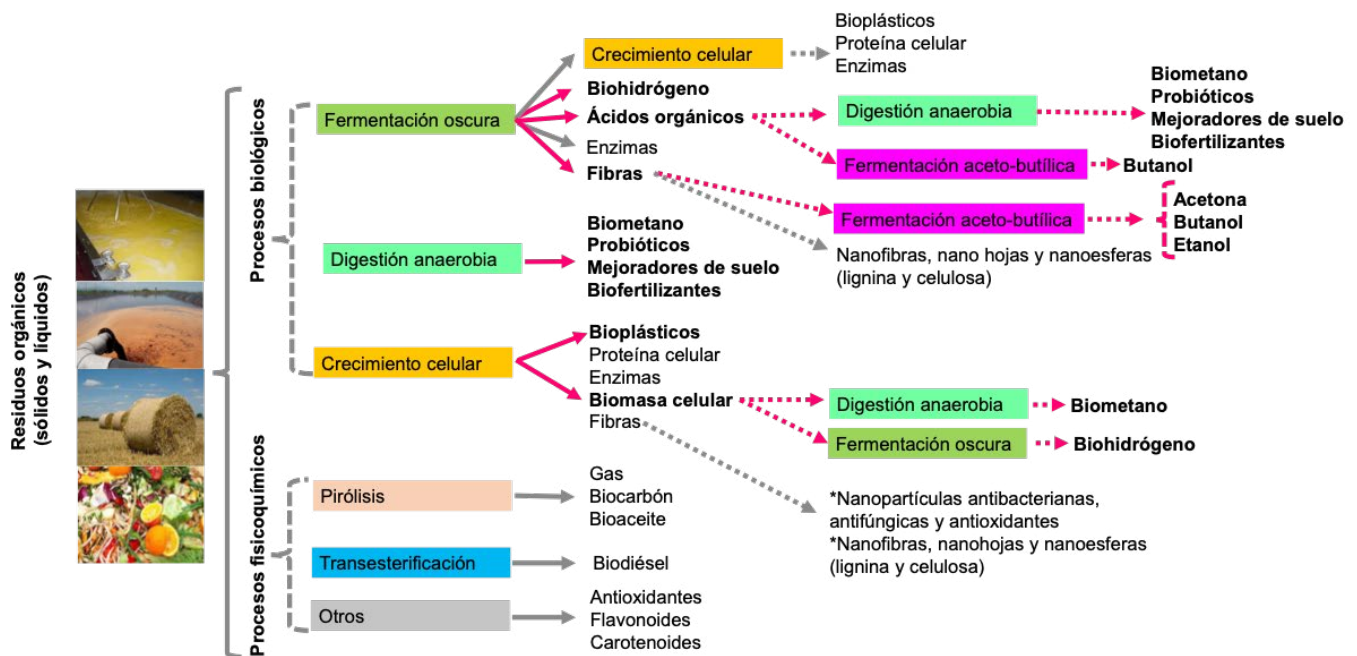 Residuos orgánicos
(sólidos y líquidos)
Procesos biológicos
Fermentación oscura
Crecimiento celular
Bioplásticos
Proteína celular
Enzimas
Biohidrógeno
Ácidos orgánicos
Digestión anaerobia
Biometano
Probióticos
Mejoradores de suelo
Biofertilizantes
Fermentación aceto-butílica
Butanol
Enzimas
Fibras
Fermentación aceto-butílica
Acetona
Butanol
Etanol
Nanofibras, nano hojas y nanoesferas
(lignina y celulosa)
Digestión anaerobia
Biometano
Probióticos
Mejoradores de suelo
Biofertilizantes
Crecimiento celular
Bioplásticos
Proteína celular
Enzimas
Biomasa celular
Fibras
Digestión anaerobia
Biometano
Fermentación oscura
Biohidrógeno
*Nanopartículas antibacterianas,
antifúngicas y antioxidantes
*Nanofibras, nanohojas y nanoesferas
(lignina y celulosa)
Procesos fisicoquímicos
Pirólisis
Gas
Biocarbón
Bioaceite
Transesterificación
Biodiésel
Otros
Antioxidantes
Flavonoides
Carotenoides